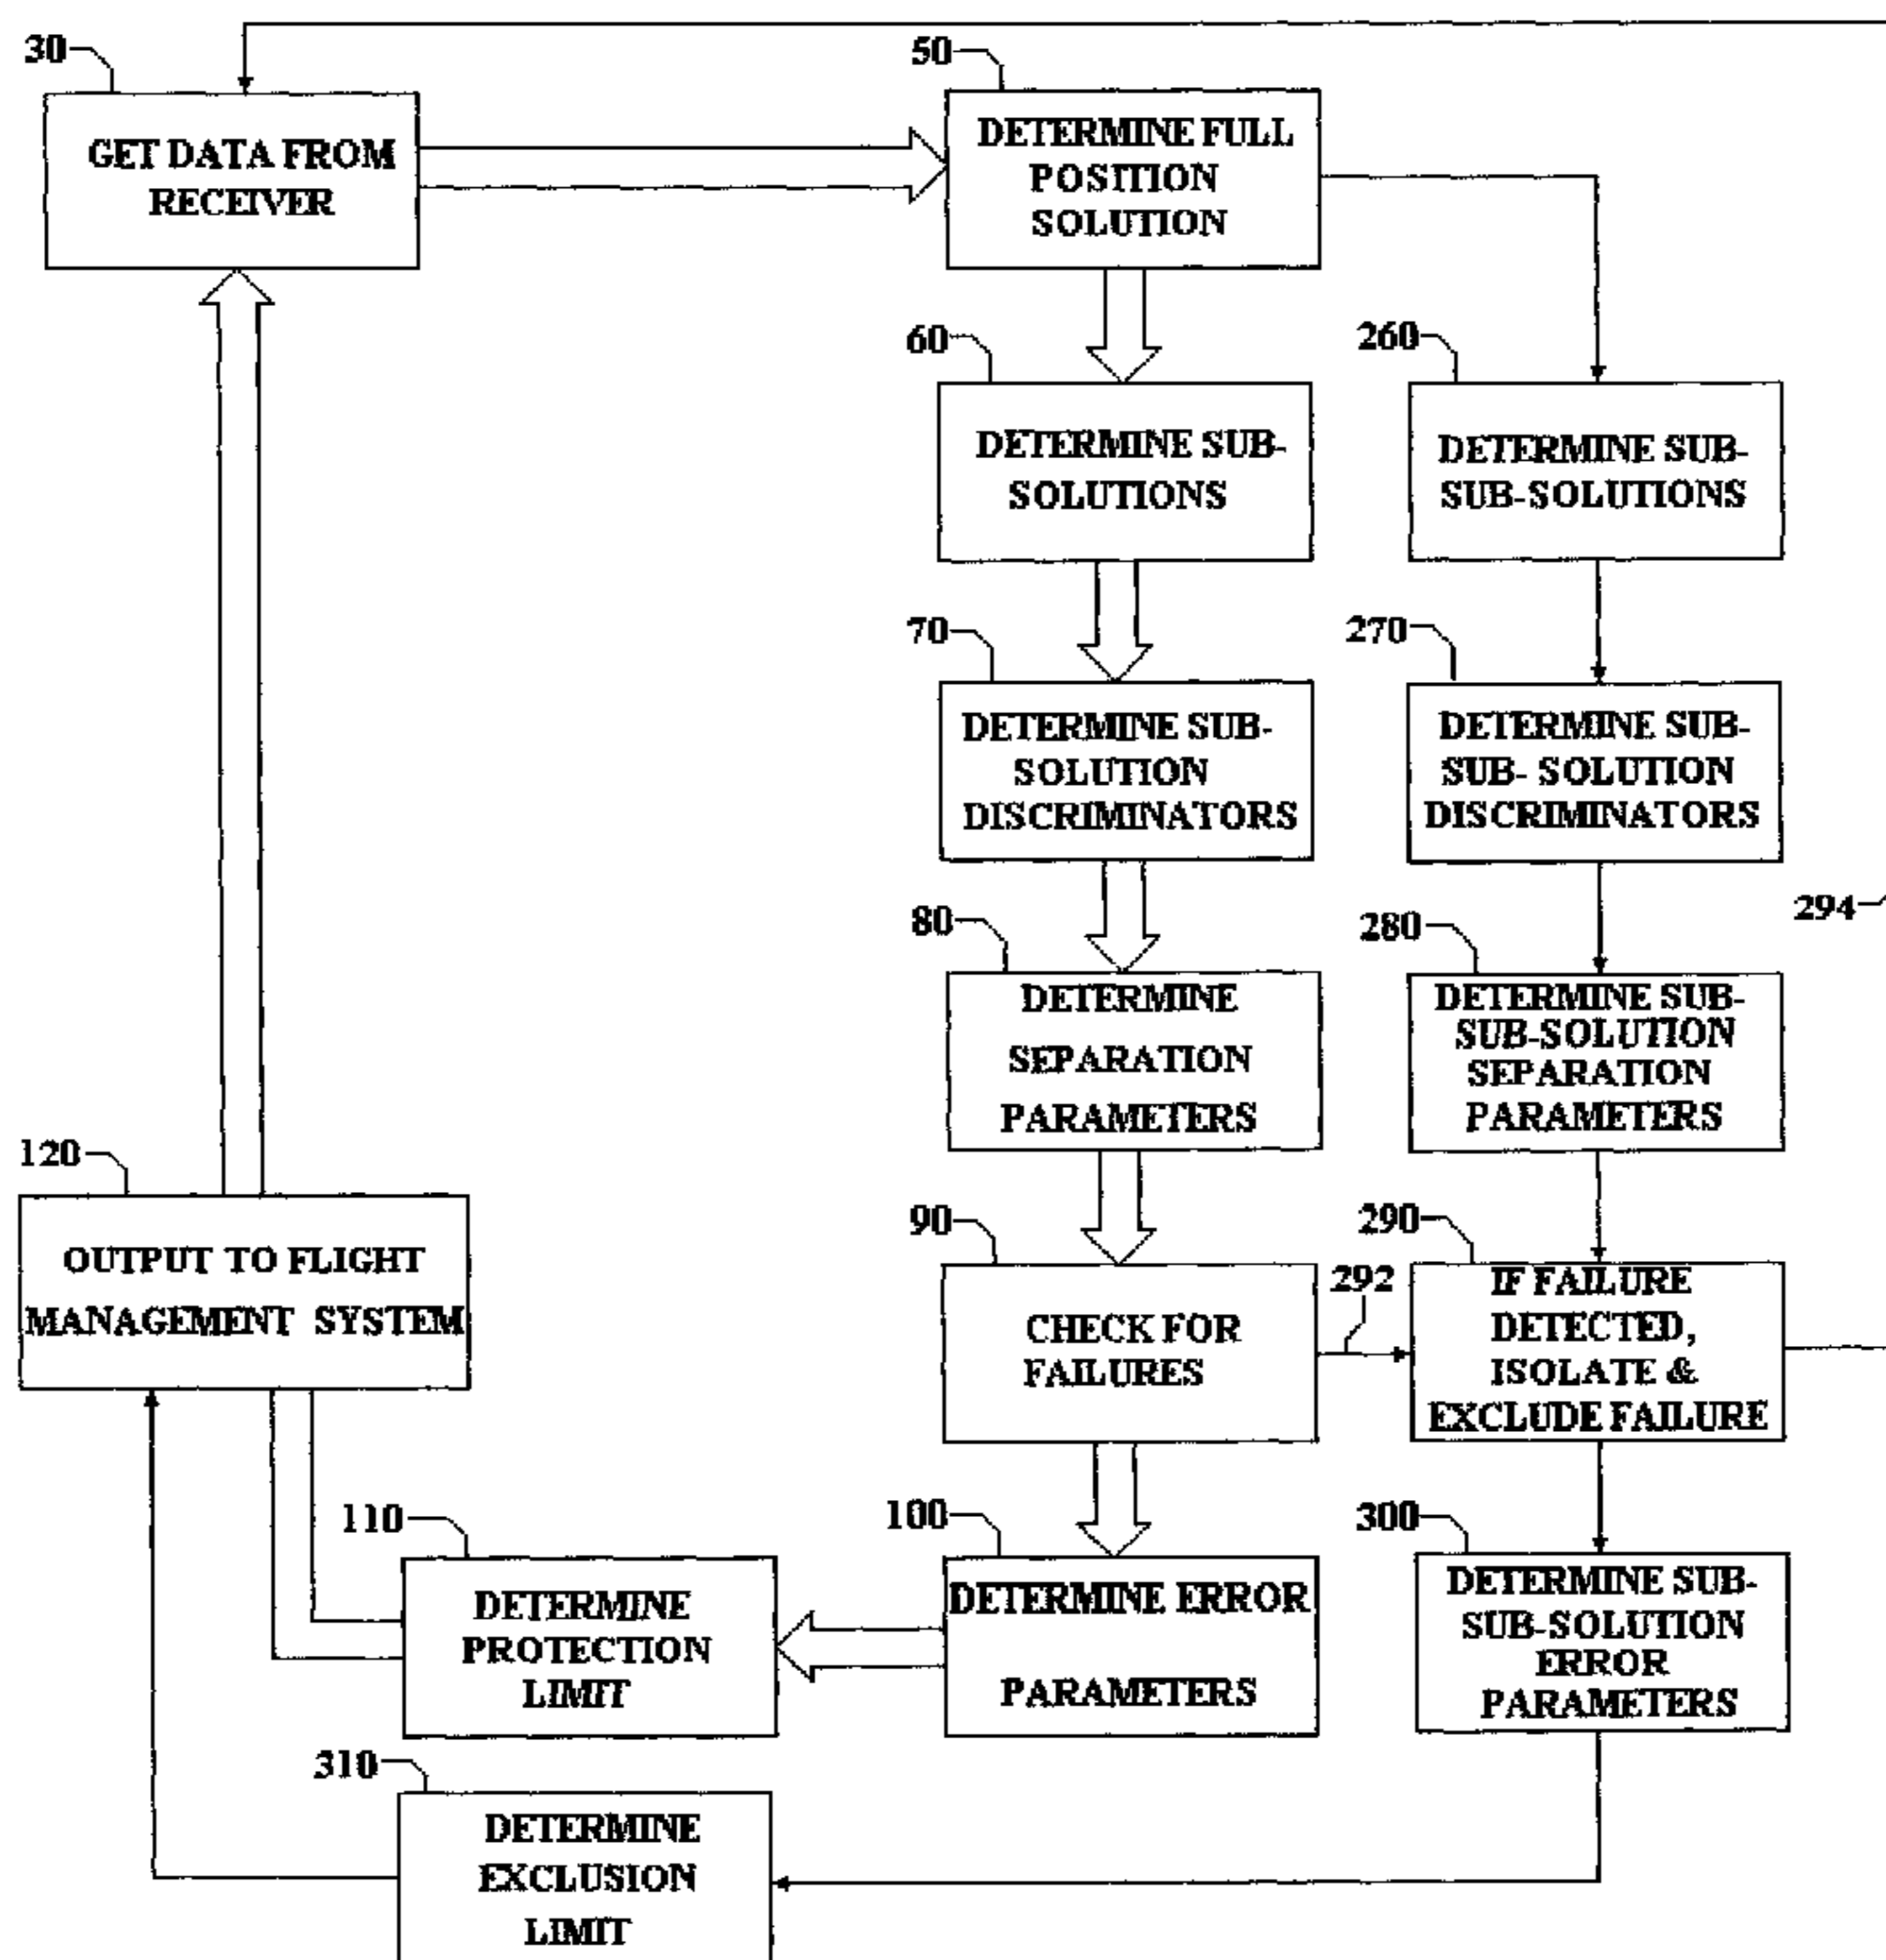 30
GET DATA FROM
RECEIVER
50
DETERMINE FULL
POSITION
SOLUTION
60
DETERMINE SUB-
SOLUTIONS
260
DETERMINE SUB-
SUB-SOLUTIONS
70
DETERMINE SUB-
SOLUTION
DISCRIMINATORS
270
DETERMINE SUB-
SUB- SOLUTION
DISCRIMINATORS
294
80
DETERMINE
SEPARATION
PARAMETERS
280
DETERMINE SUB-
SUB-SOLUTION
SEPARATION
PARAMETERS
120
OUTPUT TO FLIGHT
MANAGEMENT SYSTEM
90
CHECK FOR
FAILURES
292
290
IF FAILURE
DETECTED,
ISOLATE &
EXCLUDE FAILURE
110
DETERMINE
PROTECTION
LIMIT
100
DETERMINE ERROR
PARAMETERS
300
DETERMINE SUB-
SUB-SOLUTION
ERROR
PARAMETERS
310
DETERMINE
EXCLUSION
LIMIT